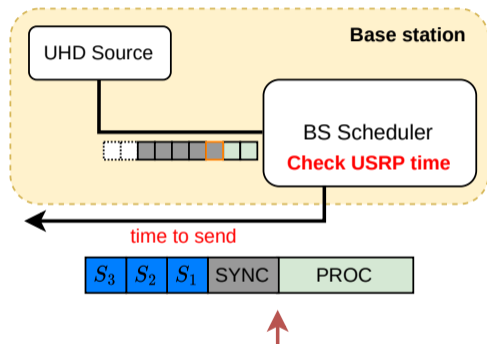 Base station
UHD Source
BS Scheduler
Check USRP time
time to send
S3 S2 S1 SYNC PROC